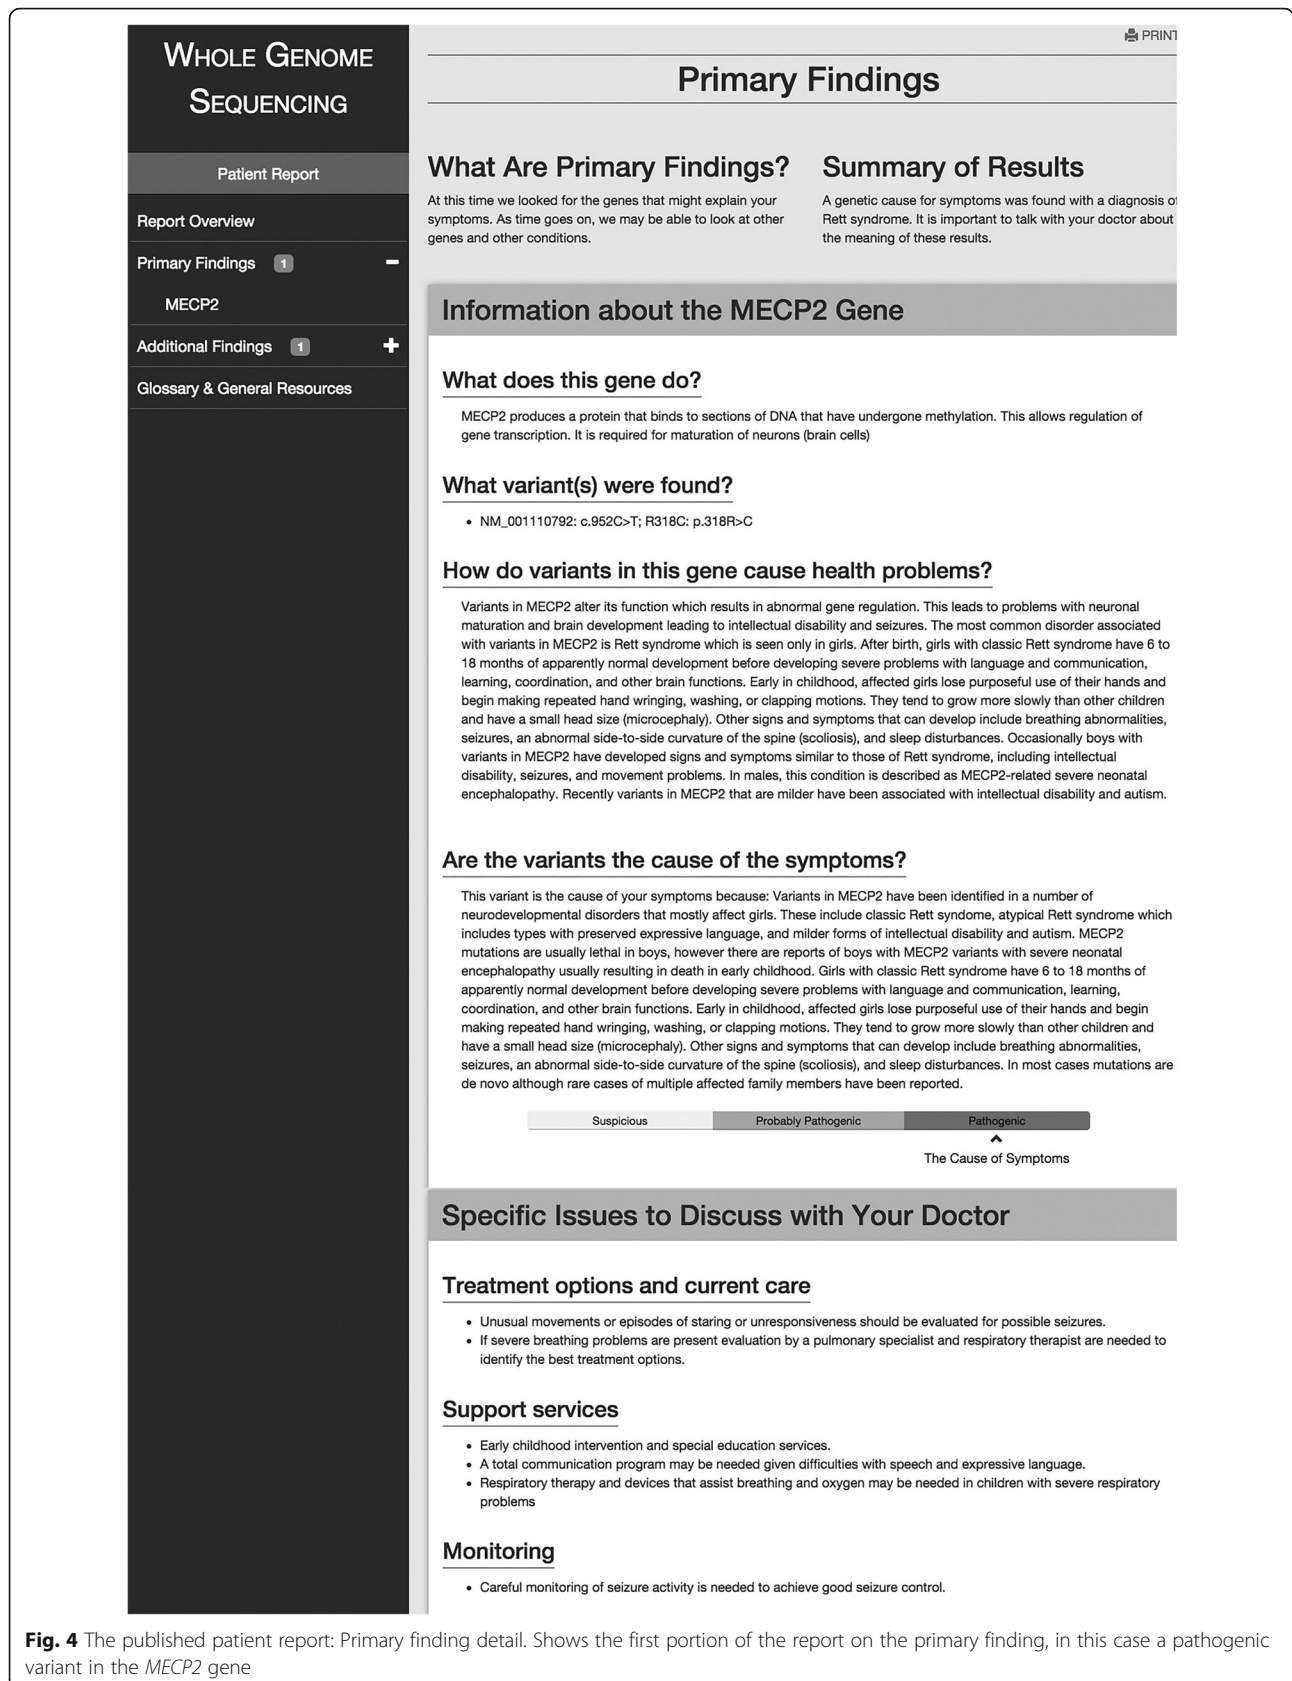 WHOLE GENOME
SEQUENCING
Patient Report
Report Overview
Primary Findings 1
MECP2
Additional Findings 1
Glossary & General Resources
PRINT
Primary Findings
What Are Primary Findings?
At this time we looked for the genes that might explain your
symptoms. As time goes on, we may be able to look at other
genes and other conditions.
Summary of Results
A genetic cause for symptoms was found with a diagnosis of
Rett syndrome. It is important to talk with your doctor about
the meaning of these results.
Information about the MECP2 Gene
What does this gene do?
MECP2 produces a protein that binds to sections of DNA that have undergone methylation. This allows regulation of
gene transcription. It is required for maturation of neurons (brain cells)
What variant(s) were found?
• NM_001110792: c.952C>T; R318C: p.318R>C
How do variants in this gene cause health problems?
Variants in MECP2 alter its function which results in abnormal gene regulation. This leads to problems with neuronal
maturation and brain development leading to intellectual disability and seizures. The most common disorder associated
with variants in MECP2 is Rett syndrome which is seen only in girls. After birth, girls with classic Rett syndrome have 6 to
18 months of apparently normal development before developing severe problems with language and communication,
learning, coordination, and other brain functions. Early in childhood, affected girls lose purposeful use of their hands and
begin making repeated hand wringing, washing, or clapping motions. They tend to grow more slowly than other children
and have a small head size (microcephaly). Other signs and symptoms that can develop include breathing abnormalities,
seizures, an abnormal side-to-side curvature of the spine (scoliosis), and sleep disturbances. Occasionally boys with
variants in MECP2 have developed signs and symptoms similar to those of Rett syndrome, including intellectual
disability, seizures, and movement problems. In males, this condition is described as MECP2-related severe neonatal
encephalopathy. Recently variants in MECP2 that are milder have been associated with intellectual disability and autism.
Are the variants the cause of the symptoms?
This variant is the cause of your symptoms because: Variants in MECP2 have been identified in a number of
neurodevelopmental disorders that mostly affect girls. These include classic Rett syndome, atypical Rett syndrome which
includes types with preserved expressive language, and milder forms of intellectual disability and autism. MECP2
mutations are usually lethal in boys, however there are reports of boys with MECP2 variants with severe neonatal
encephalopathy usually resulting in death in early childhood. Girls with classic Rett syndrome have 6 to 18 months of
apparently normal development before developing severe problems with language and communication, learning,
coordination, and other brain functions. Early in childhood, affected girls lose purposeful use of their hands and begin
making repeated hand wringing, washing, or clapping motions. They tend to grow more slowly than other children and
have a small head size (microcephaly). Other signs and symptoms that can develop include breathing abnormalities,
seizures, an abnormal side-to-side curvature of the spine (scoliosis), and sleep disturbances. In most cases mutations are
de novo although rare cases of multiple affected family members have been reported.
Suspicious Probably Pathogenic Pathogenic
The Cause of Symptoms
Specific Issues to Discuss with Your Doctor
Treatment options and current care
• Unusual movements or episodes of staring or unresponsiveness should be evaluated for possible seizures.
• If severe breathing problems are present evaluation by a pulmonary specialist and respiratory therapist are needed to
identify the best treatment options.
Support services
• Early childhood intervention and special education services.
• A total communication program may be needed given difficulties with speech and expressive language.
• Respiratory therapy and devices that assist breathing and oxygen may be needed in children with severe respiratory
problems
Monitoring
• Careful monitoring of seizure activity is needed to achieve good seizure control.
Fig. 4 The published patient report: Primary finding detail. Shows the first portion of the report on the primary finding, in this case a pathogenic
variant in the MECP2 gene